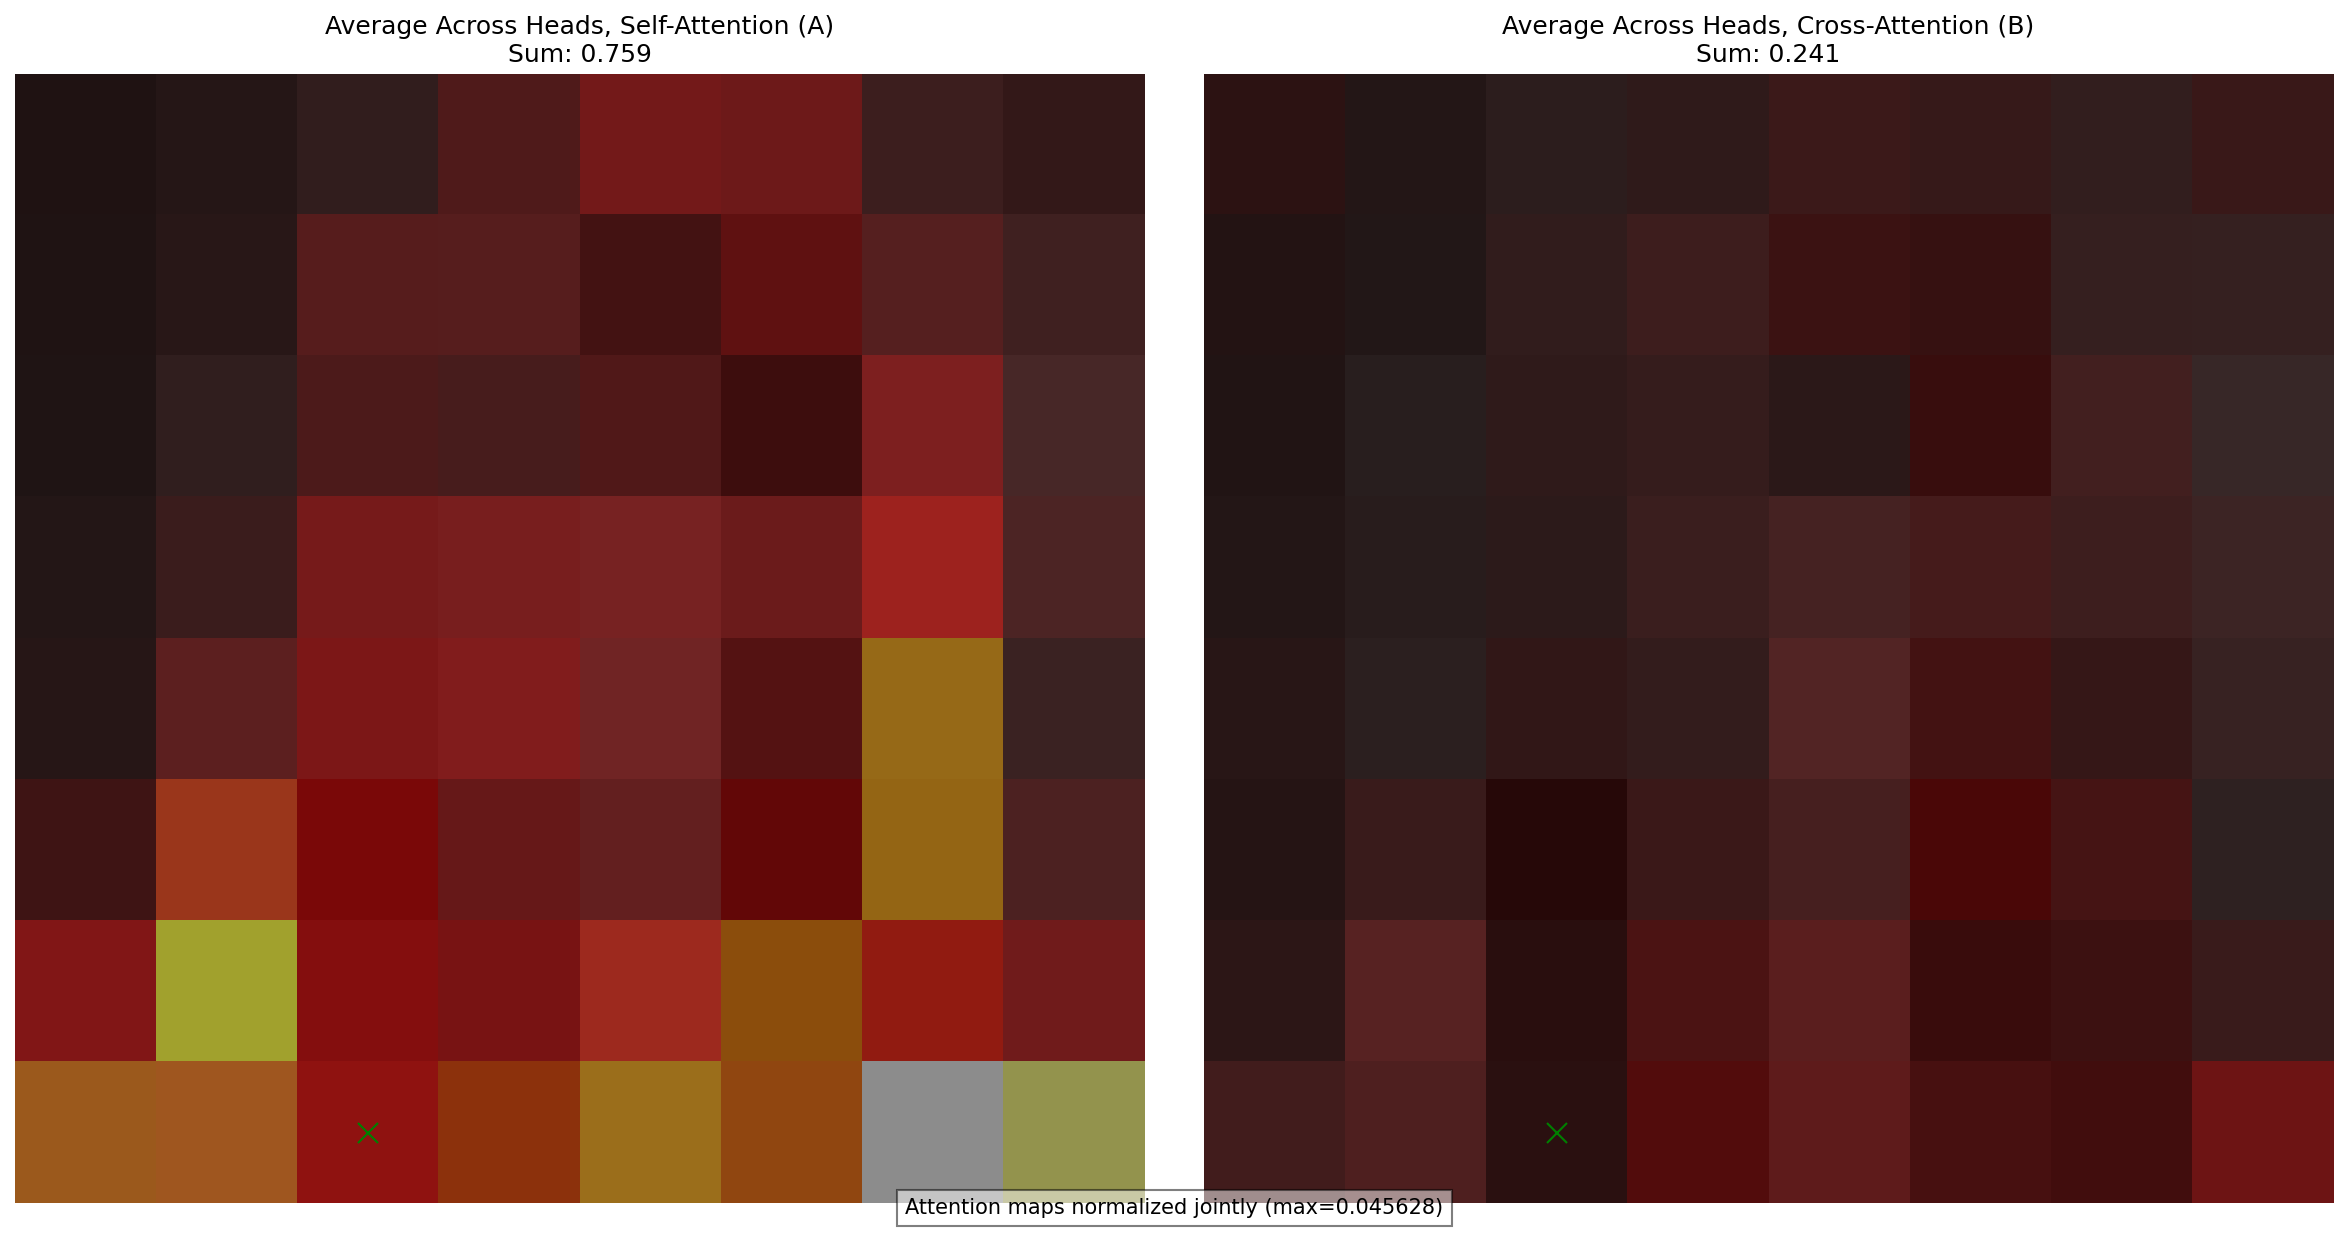 Average Across Heads, Self-Attention (A)
Sum: 0.759
Average Across Heads, Cross-Attention (B)
Sum: 0.241
Attention maps normalized jointly (max=0.045628)